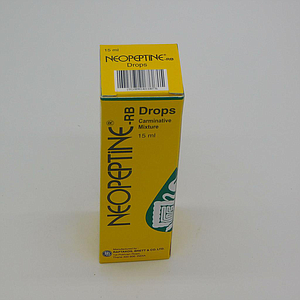 15 ml
NEOPEPTINE®-RB
Drops
NEOPEPTINE®-RB
Drops
Carminative
Mixture
15 ml